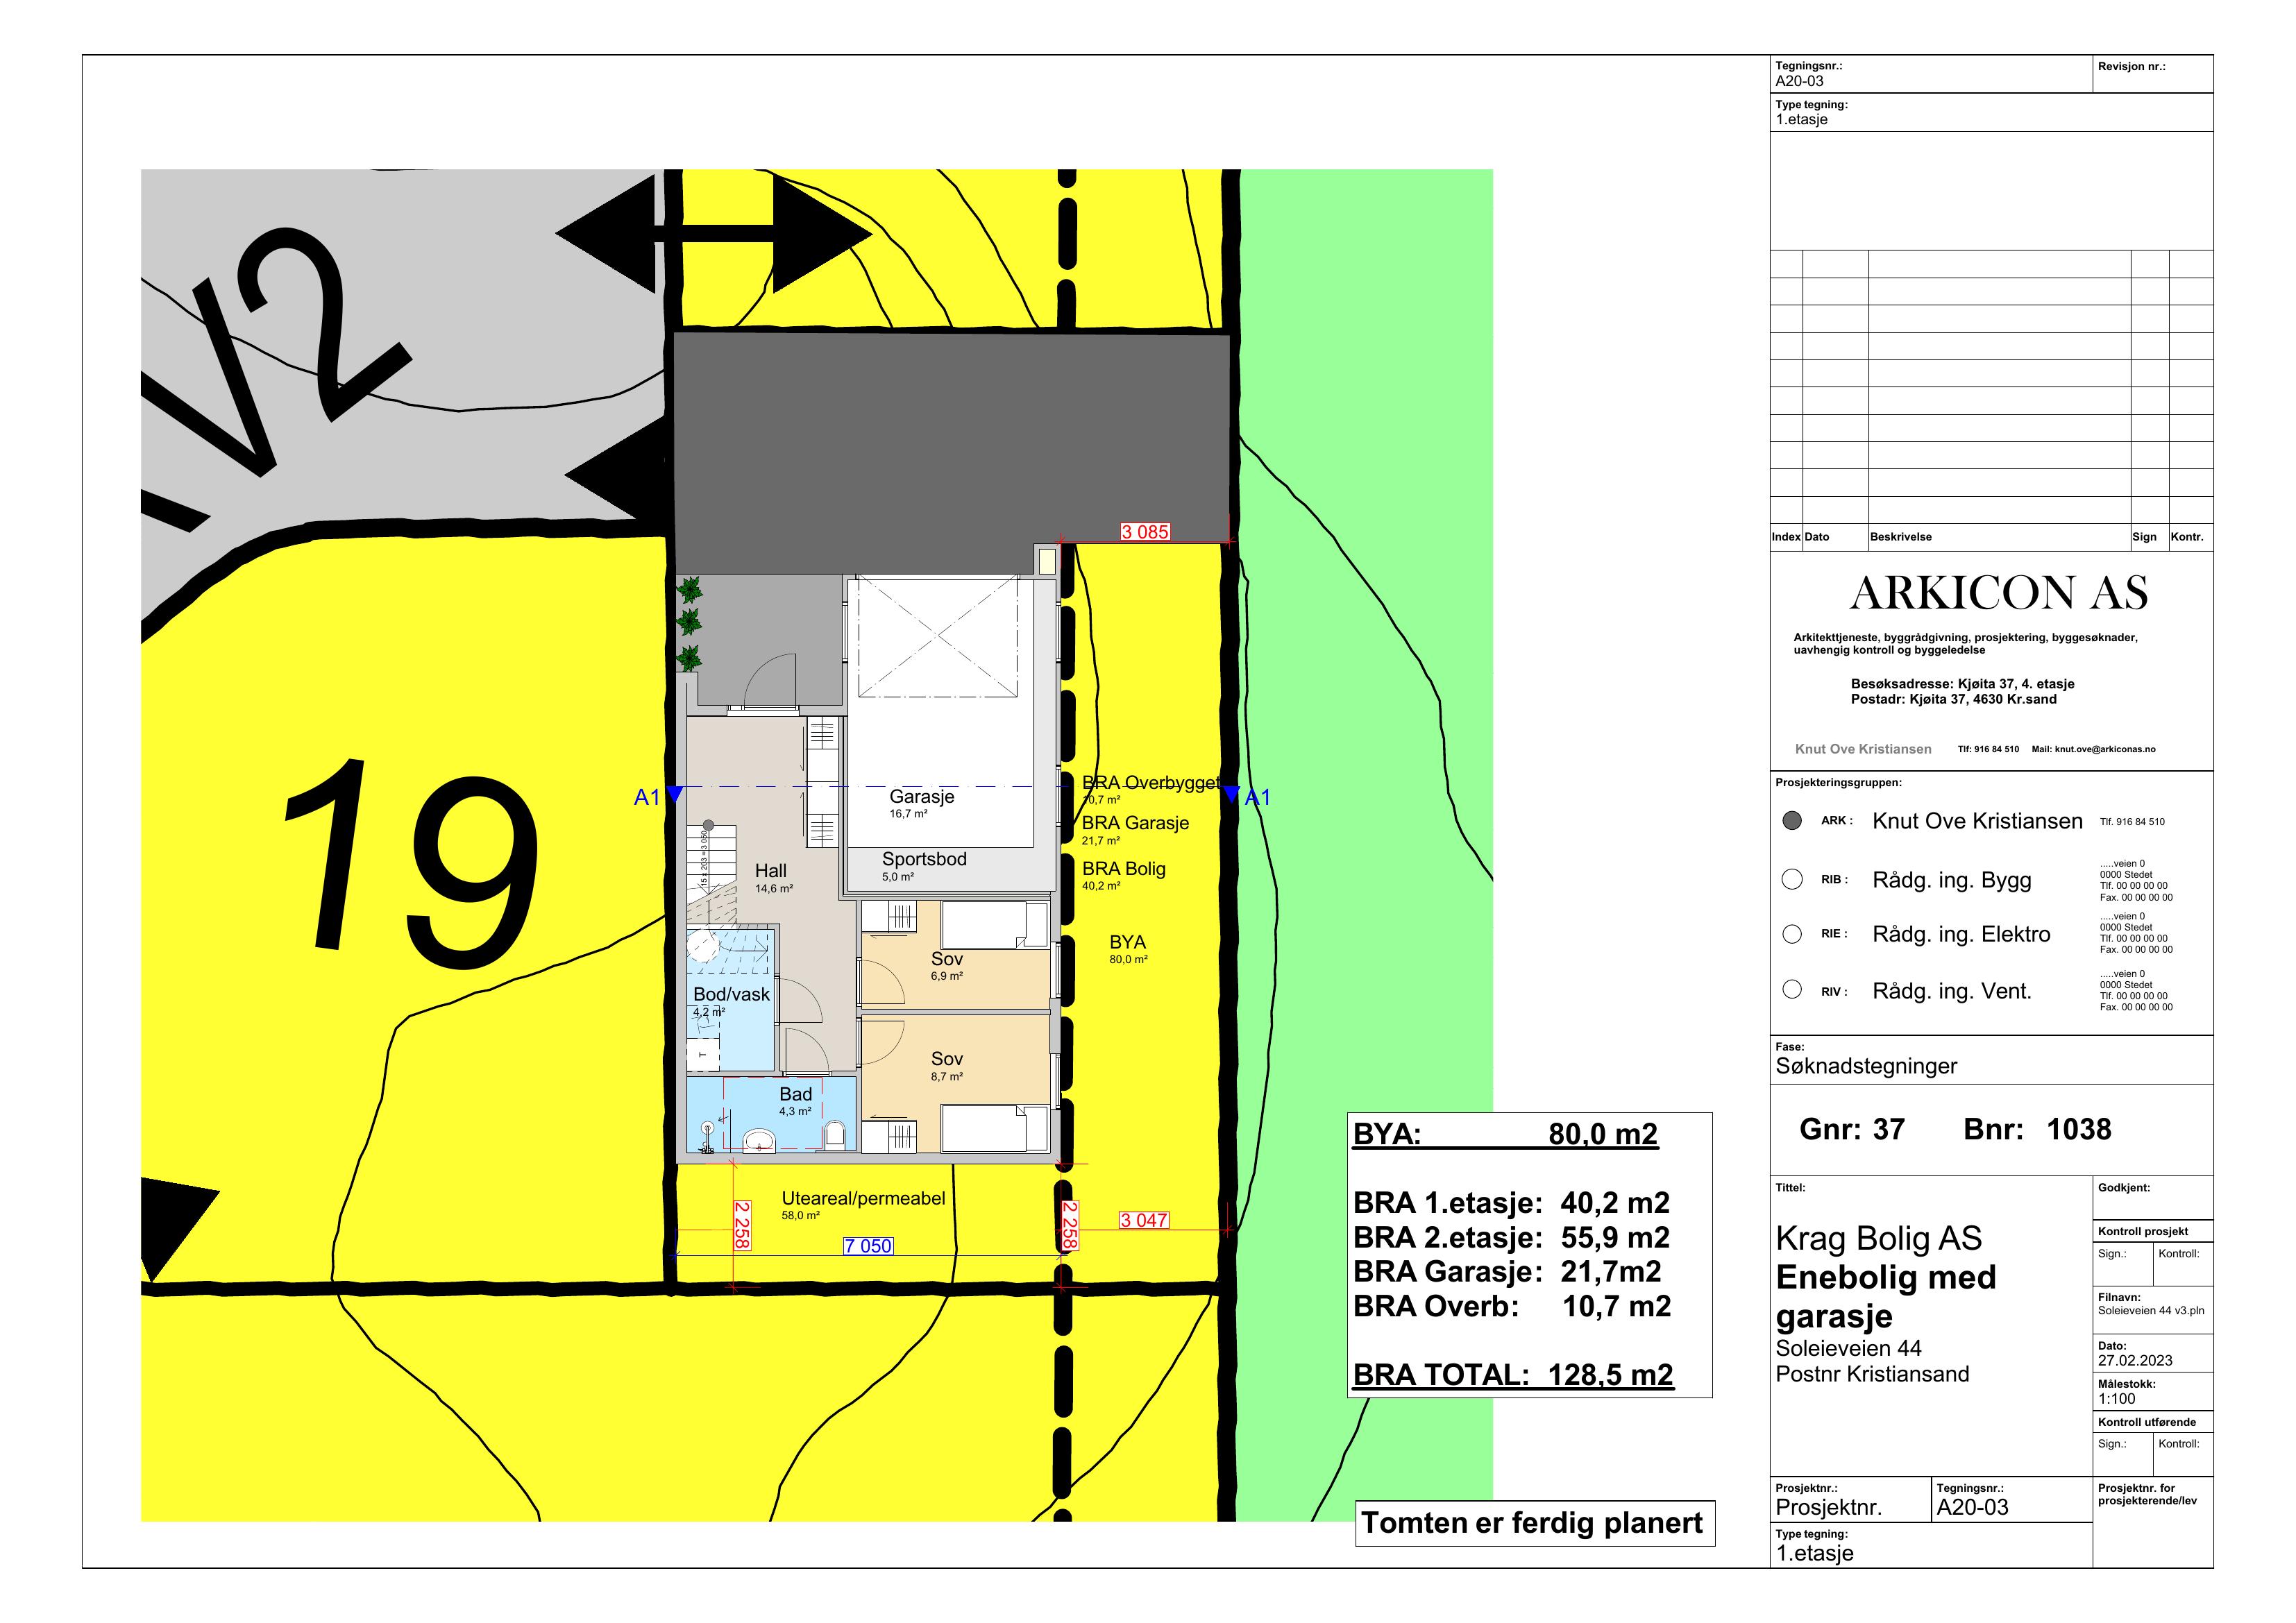 V2
19
3 085
A1
A1
Garasje
16,7 m²
Sportsbod
5,0 m²
Hall
14,6 m²
15 x 203 = 3 050
Sov
6,9 m²
Bod/vask
4,2 m²
T
Sov
8,7 m²
Bad
4,3 m²
BRA Overbygget
10,7 m²
BRA Garasje
21,7 m²
BRA Bolig
40,2 m²
BYA
80,0 m²
Uteareal/permeabel
58,0 m²
2 258
2 258
3 047
7 050
BYA: 80,0 m2
BRA 1.etasje: 40,2 m2
BRA 2.etasje: 55,9 m2
BRA Garasje: 21,7m2
BRA Overb: 10,7 m2
BRA TOTAL: 128,5 m2
Tomten er ferdig planert
Tegningsnr.:
A20-03
Revisjon nr.:
Type tegning:
1.etasje
Index Dato Beskrivelse Sign Kontr.
ARKICON AS
Arkitekttjeneste, byggrådgivning, prosjektering, byggesøknader,
uavhengig kontroll og byggeledelse
Besøksadresse: Kjøita 37, 4. etasje
Postadr: Kjøita 37, 4630 Kr.sand
Knut Ove Kristiansen Tlf: 916 84 510 Mail: knut.ove@arkiconas.no
Prosjekteringsgruppen:
ARK : Knut Ove Kristiansen Tlf. 916 84 510
RIB : Rådg. ing. Bygg
.....veien 0
0000 Stedet
Tlf. 00 00 00 00
Fax. 00 00 00 00
RIE : Rådg. ing. Elektro
.....veien 0
0000 Stedet
Tlf. 00 00 00 00
Fax. 00 00 00 00
RIV : Rådg. ing. Vent.
.....veien 0
0000 Stedet
Tlf. 00 00 00 00
Fax. 00 00 00 00
Fase:
Søknadstegninger
Gnr: 37 Bnr: 1038
Tittel:
Krag Bolig AS
Enebolig med
garasje
Soleieveien 44
Postnr Kristiansand
Godkjent:
Kontroll prosjekt
Sign.: Kontroll:
Filnavn:
Soleieveien 44 v3.pln
Dato:
27.02.2023
Målestokk:
1:100
Kontroll utførende
Sign.: Kontroll:
Prosjektnr.:
Prosjektnr.
Tegningsnr.:
A20-03
Prosjektnr. for
prosjekterende/lev
Type tegning:
1.etasje